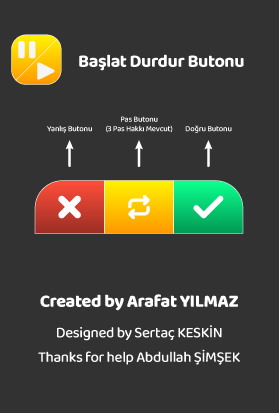 Başlat Durdur Butonu
Pas Butonu
Yanlış Butonu (3 Pas Hakkı Mevcut) Doğru Butonu
Created by Arafat YILMAZ
Designed by Sertaç KESKİN
Thanks for help Abdullah ŞİMŞEK